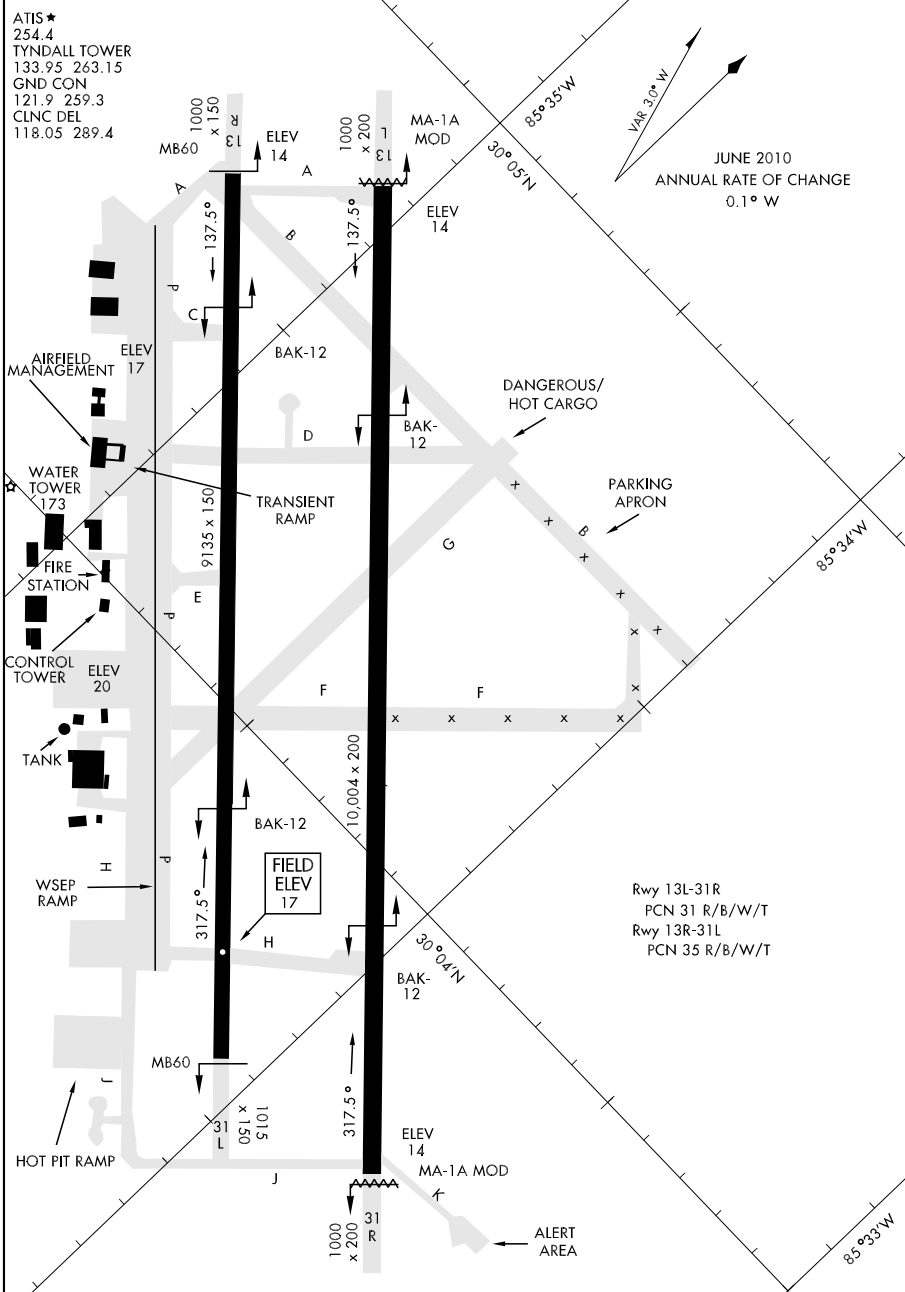 ATIS★
254.4
TYNDALL TOWER
133.95 263.15
GND CON
121.9 259.3
CLNC DEL
118.05 289.4
1000
x 150
R
13
MB60
ELEV
14
A
A
1000
x 200
L
13
MA-1A
MOD
ELEV
14
85°35'W
30°05'N
VAR 3.0° W
JUNE 2010
ANNUAL RATE OF CHANGE
0.1° W
137.5°
137.5°
B
P
C
BAK-12
ELEV
17
AIRFIELD
MANAGEMENT
DANGEROUS/
HOT CARGO
BAK-
12
D
WATER
TOWER
173
TRANSIENT
RAMP
PARKING
APRON
x
x
B
x
x
x
x
x
9135 x 150
G
85°34'W
FIRE
STATION
E
P
CONTROL
TOWER
ELEV
20
F
F
x
x
x
x
x
TANK
10,004 x 200
BAK-12
P
H
WSEP
RAMP
317.5°
FIELD
ELEV
17
H
30°04'N
BAK-
12
Rwy 13L-31R
PCN 31 R/B/W/T
Rwy 13R-31L
PCN 35 R/B/W/T
MB60
J
31
L
1015
x 150
317.5°
HOT PIT RAMP
J
ELEV
14
MA-1A MOD
K
31
R
1000
x 200
ALERT
AREA
85°33'W